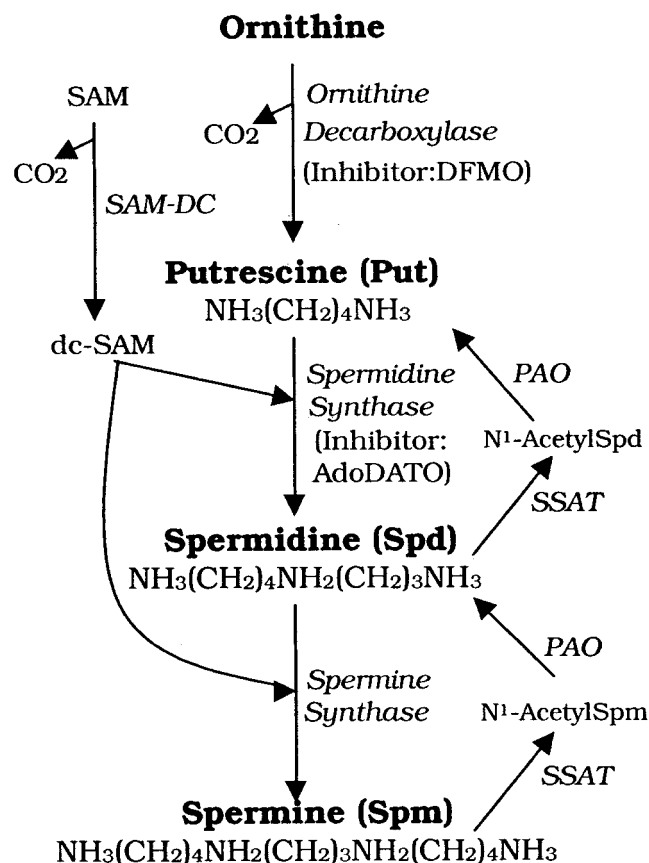 Ornithine
SAM
CO2
SAM-DC
dc-SAM
CO2
Ornithine
Decarboxylase
(Inhibitor:DFMO)
Putrescine (Put)
NH3(CH2)4NH3
Spermidine
Synthase
(Inhibitor:
AdoDATO)
PAO
N1-AcetylSpd
SSAT
Spermidine (Spd)
NH3(CH2)4NH2(CH2)3NH3
Spermine
Synthase
PAO
N1-AcetylSpm
SSAT
Spermine (Spm)
NH3(CH2)4NH2(CH2)3NH2(CH2)4NH3